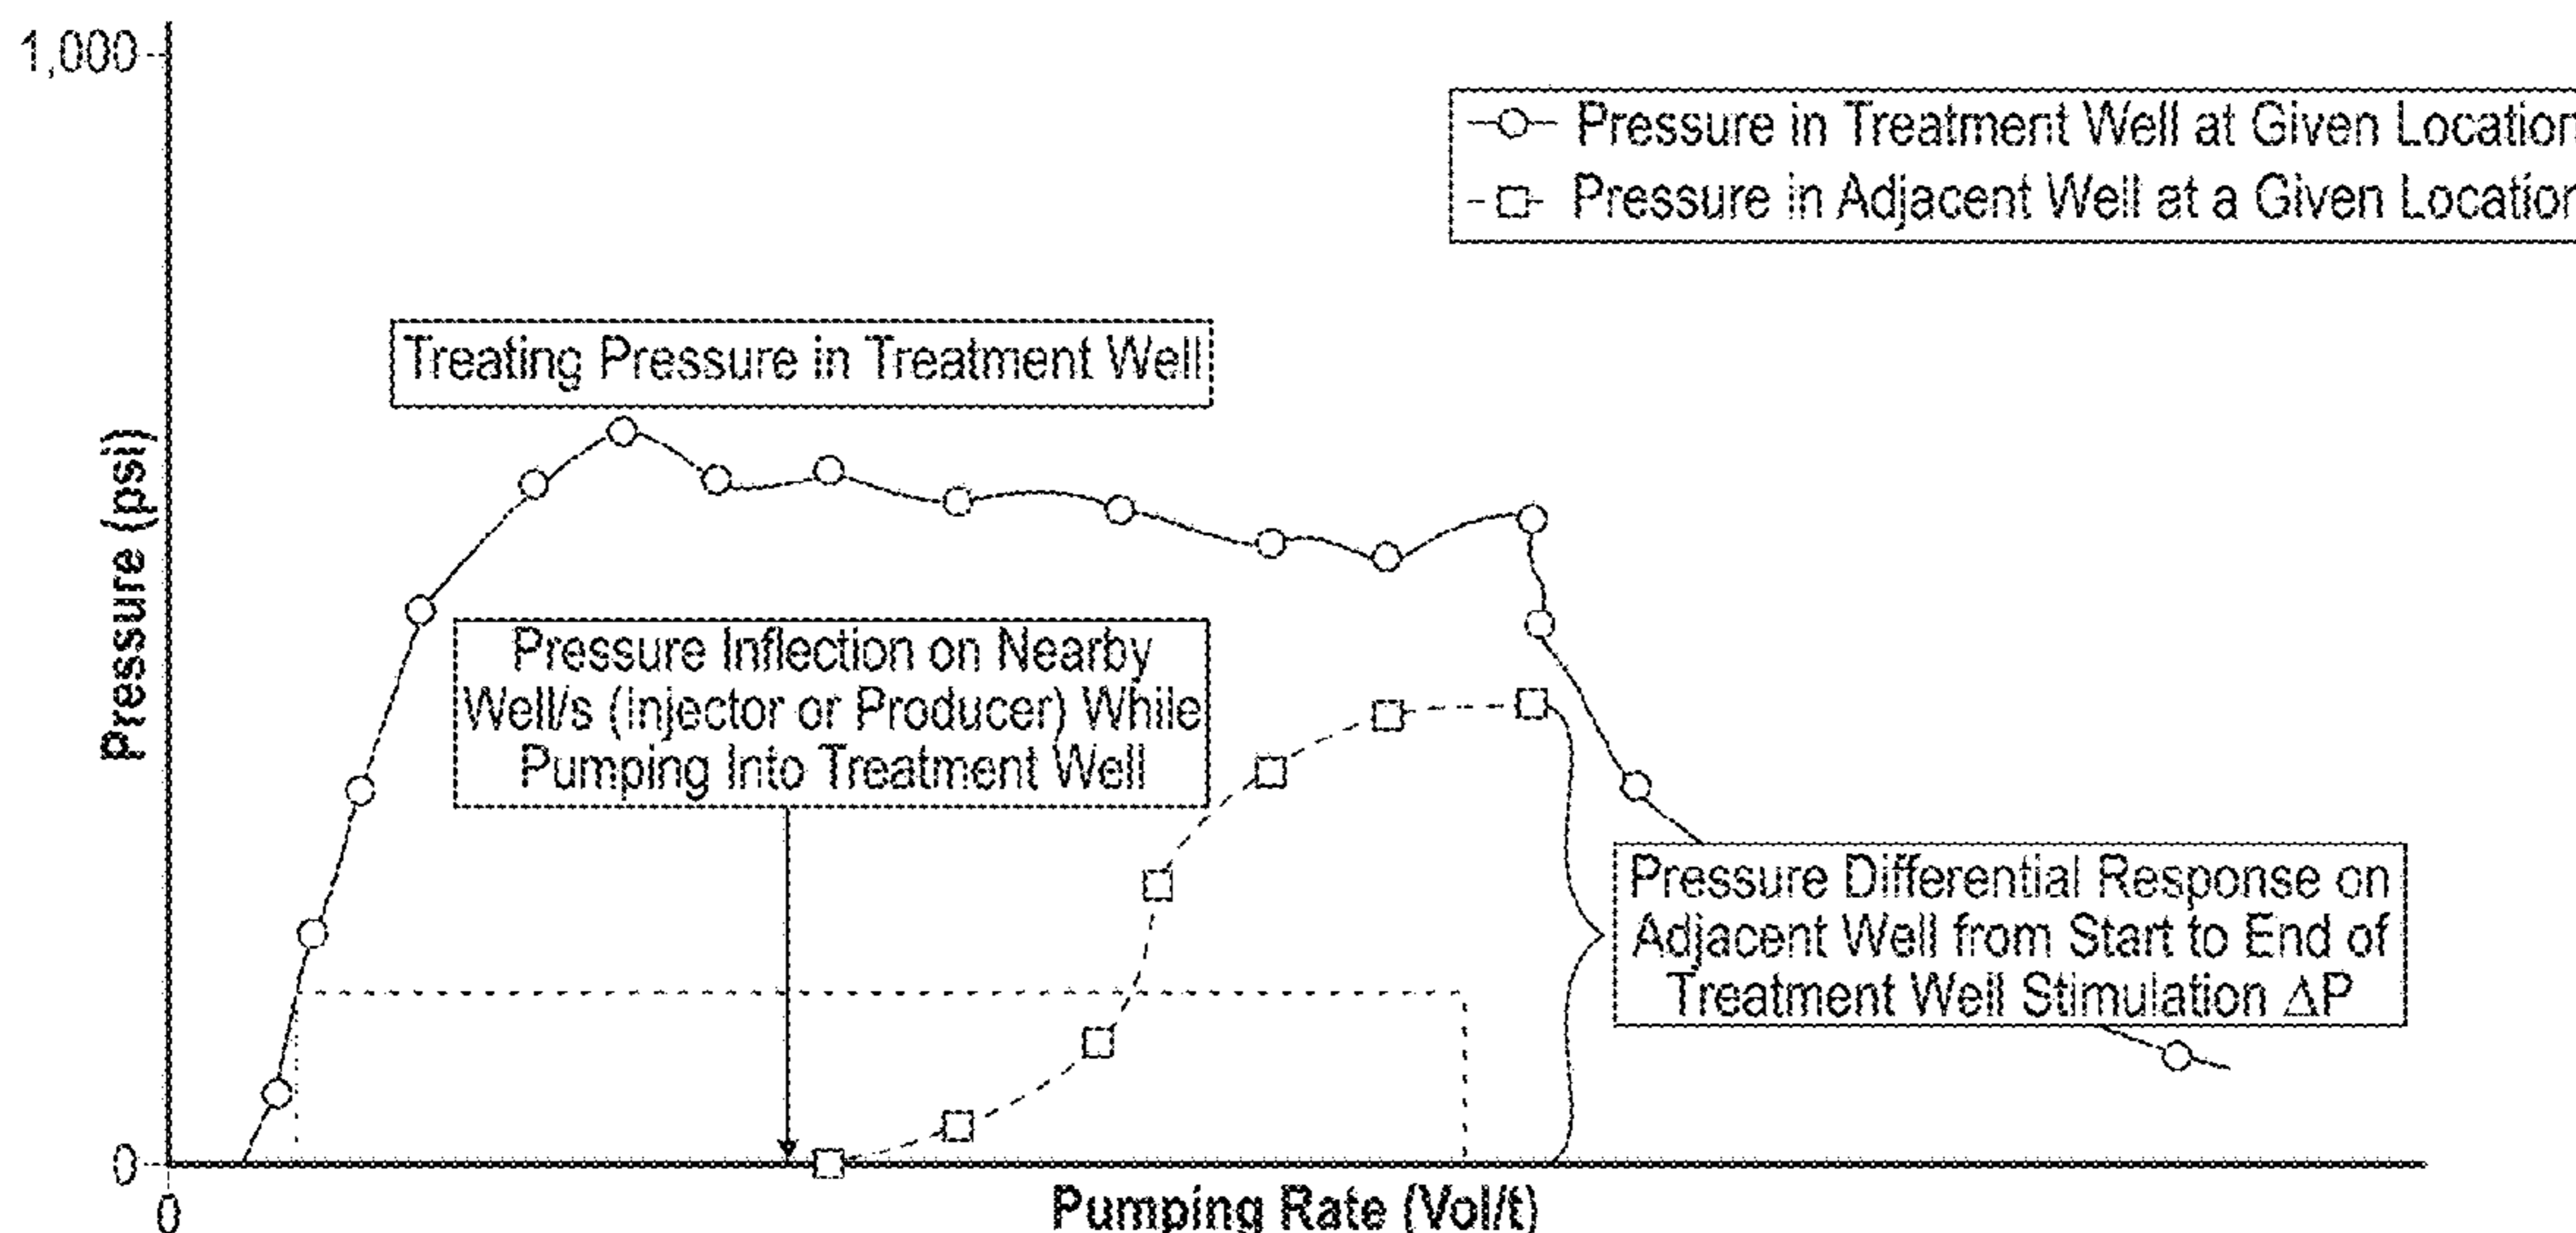 1,000
Pressure in Treatment Well at Given Location
Pressure in Adjacent Well at a Given Location
Treating Pressure in Treatment Well
Pressure (psi)
Pressure Inflection on Nearby
Well/s (Injector or Producer) While
Pumping Into Treatment Well
Pressure Differential Response on
Adjacent Well from Start to End of
Treatment Well Stimulation ΔP
0
0
Pumping Rate (Vol/t)